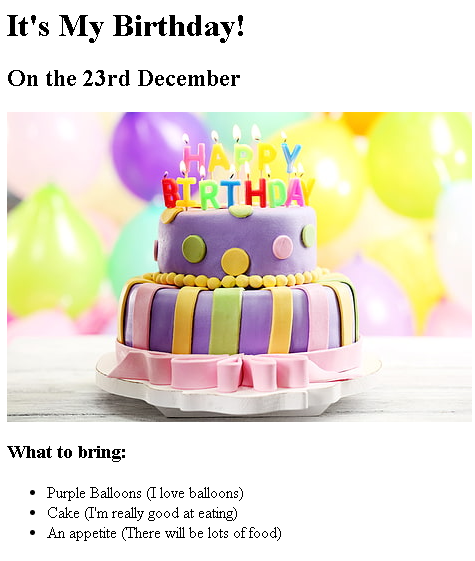 It's My Birthday!
On the 23rd December
HAPPY
BIRTHDAY
What to bring:
Purple Balloons (I love balloons)
Cake (I'm really good at eating)
An appetite (There will be lots of food)